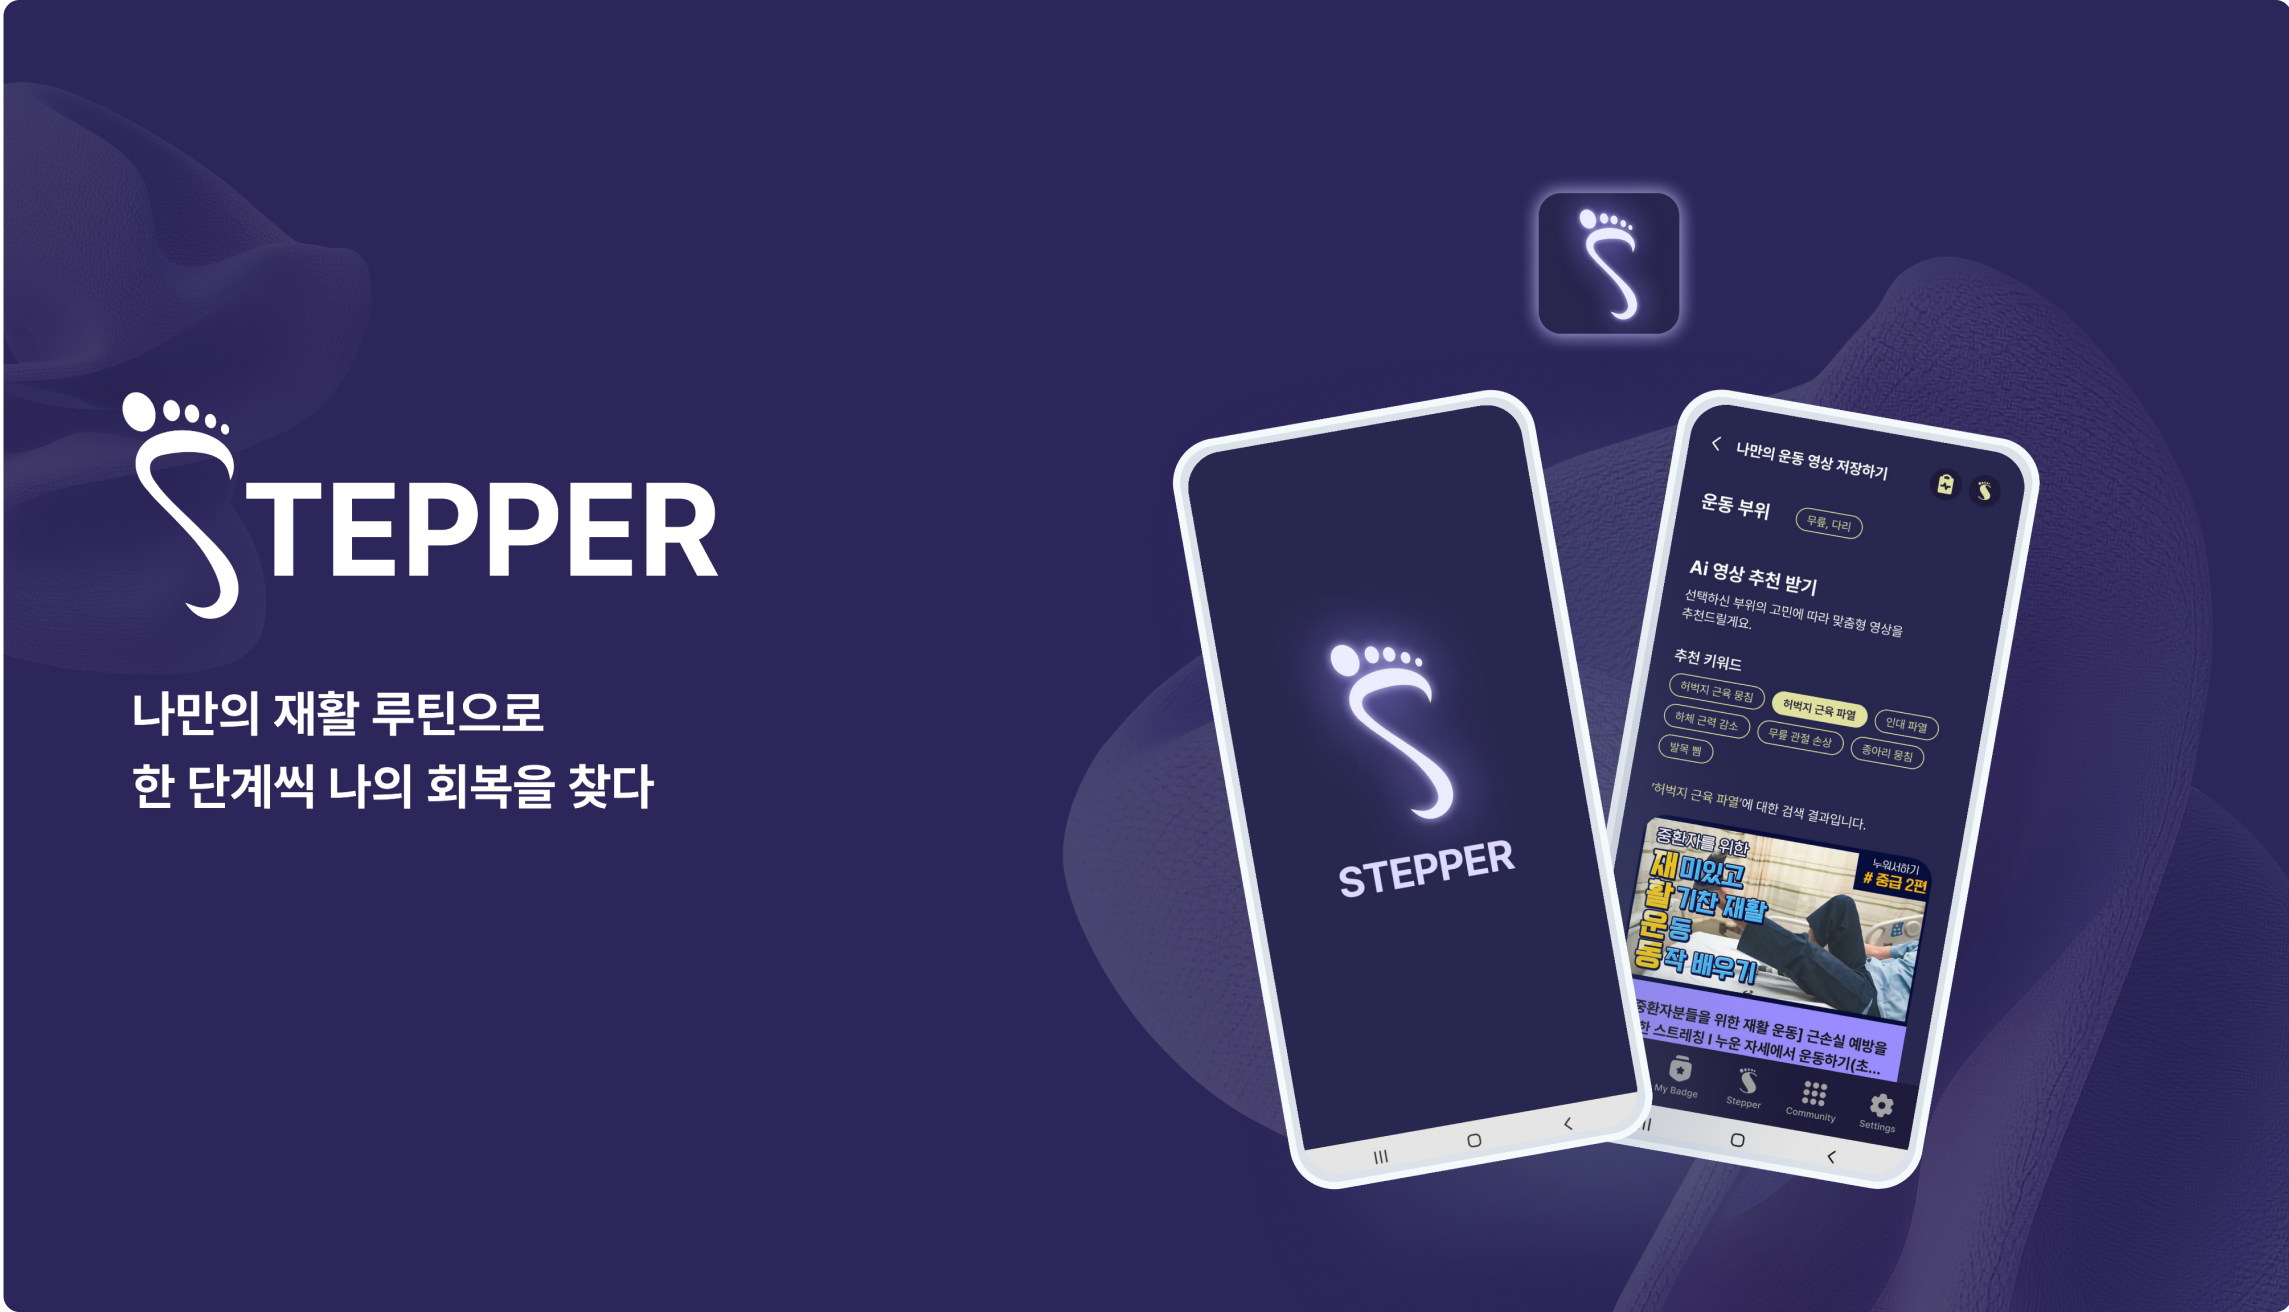 STEPPER
나만의 재활 루틴으로
한 단계씩 나의 회복을 찾다
STEPPER
나만의 운동 영상 저장하기
운동 부위
무릎, 다리
Ai 영상 추천 받기
선택하신 부위의 고민에 따라 맞춤형 영상을
추천드릴게요.
추천 키워드
허벅지 근육 뭉침
허벅지 근육 파열
인대 파열
하체 근력 감소
무릎 관절 손상
종아리 뭉침
발목 삠
'허벅지 근육 파열'에 대한 검색 결과입니다.
중환자를 위한
재미있고
활기찬 재활
운동
동작 배우기
누워서하기
# 중급 2편
중환자분들을 위한 재활 운동] 근손실 예방을
한 스트레칭 I 누운 자세에서 운동하기(초...
My Badge
Stepper
Community
Settings